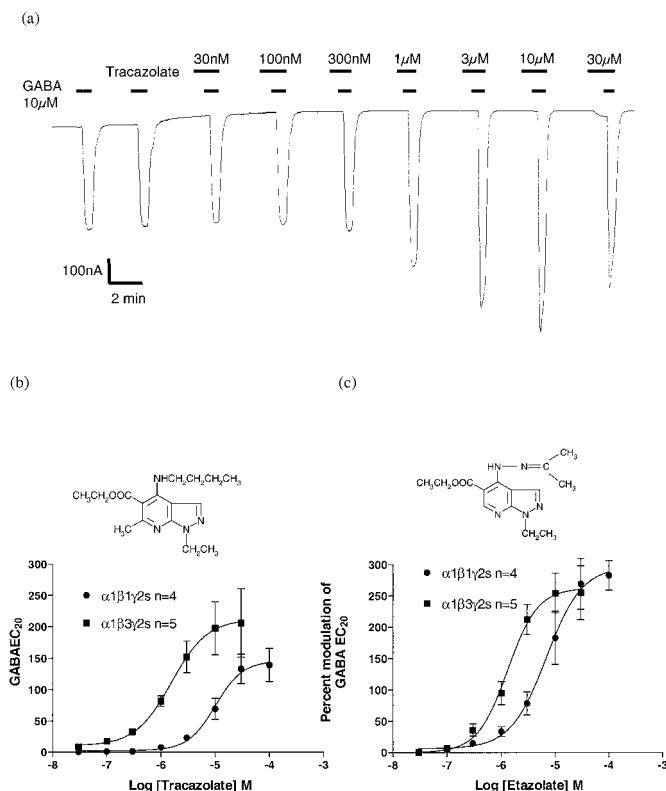 (a)
Tracazolate 30nM 100nM 300nM 1µM 3µM 10µM 30µM
GABA
10µM
100nA
2 min
(b)
NHCH₂CH₂CH₂CH₃
CH₃CH₂OOC
H₃C
N
N
N
CH₂CH₃
α1β1γ2s n=4
α1β3γ2s n=5
GABAEC₂₀
300
250
200
150
100
50
0
-8 -7 -6 -5 -4 -3
Log [Tracazolate] M
(c)
HN N CH₃
CH₃
CH₃CH₂OOC
N
N
N
CH₂CH₃
α1β1γ2s n=4
α1β3γ2s n=5
Percent modulation of
GABA EC₂₀
300
250
200
150
100
50
0
-8 -7 -6 -5 -4 -3
Log [Etazolate] M